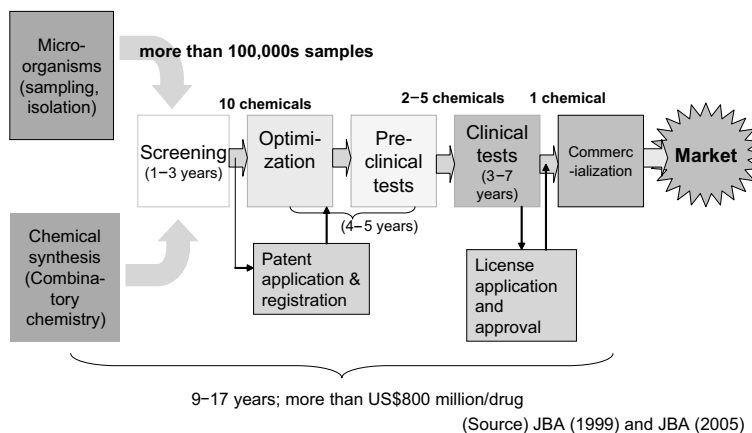 Micro-
organisms
(sampling,
isolation)
more than 100,000s samples
10 chemicals
2−5 chemicals
1 chemical
Screening
(1−3 years)
Optimi-
zation
Pre-
clinical
tests
Clinical
tests
(3−7
years)
Commerc
-ialization
Market
(4−5 years)
Chemical
synthesis
(Combina-
tory
chemistry)
Patent
application &
registration
License
application
and
approval
9−17 years; more than US$800 million/drug
(Source) JBA (1999) and JBA (2005)